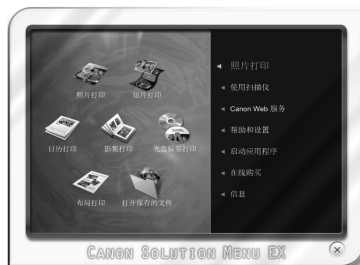 照片打印
短片打印
日历打印
影集打印
光盘标签打印
布局打印
打开保存的文件
照片打印
使用扫描仪
Canon Web 服务
帮助和设置
启动应用程序
在线购买
信息
CANON SOLUTION MENU EX